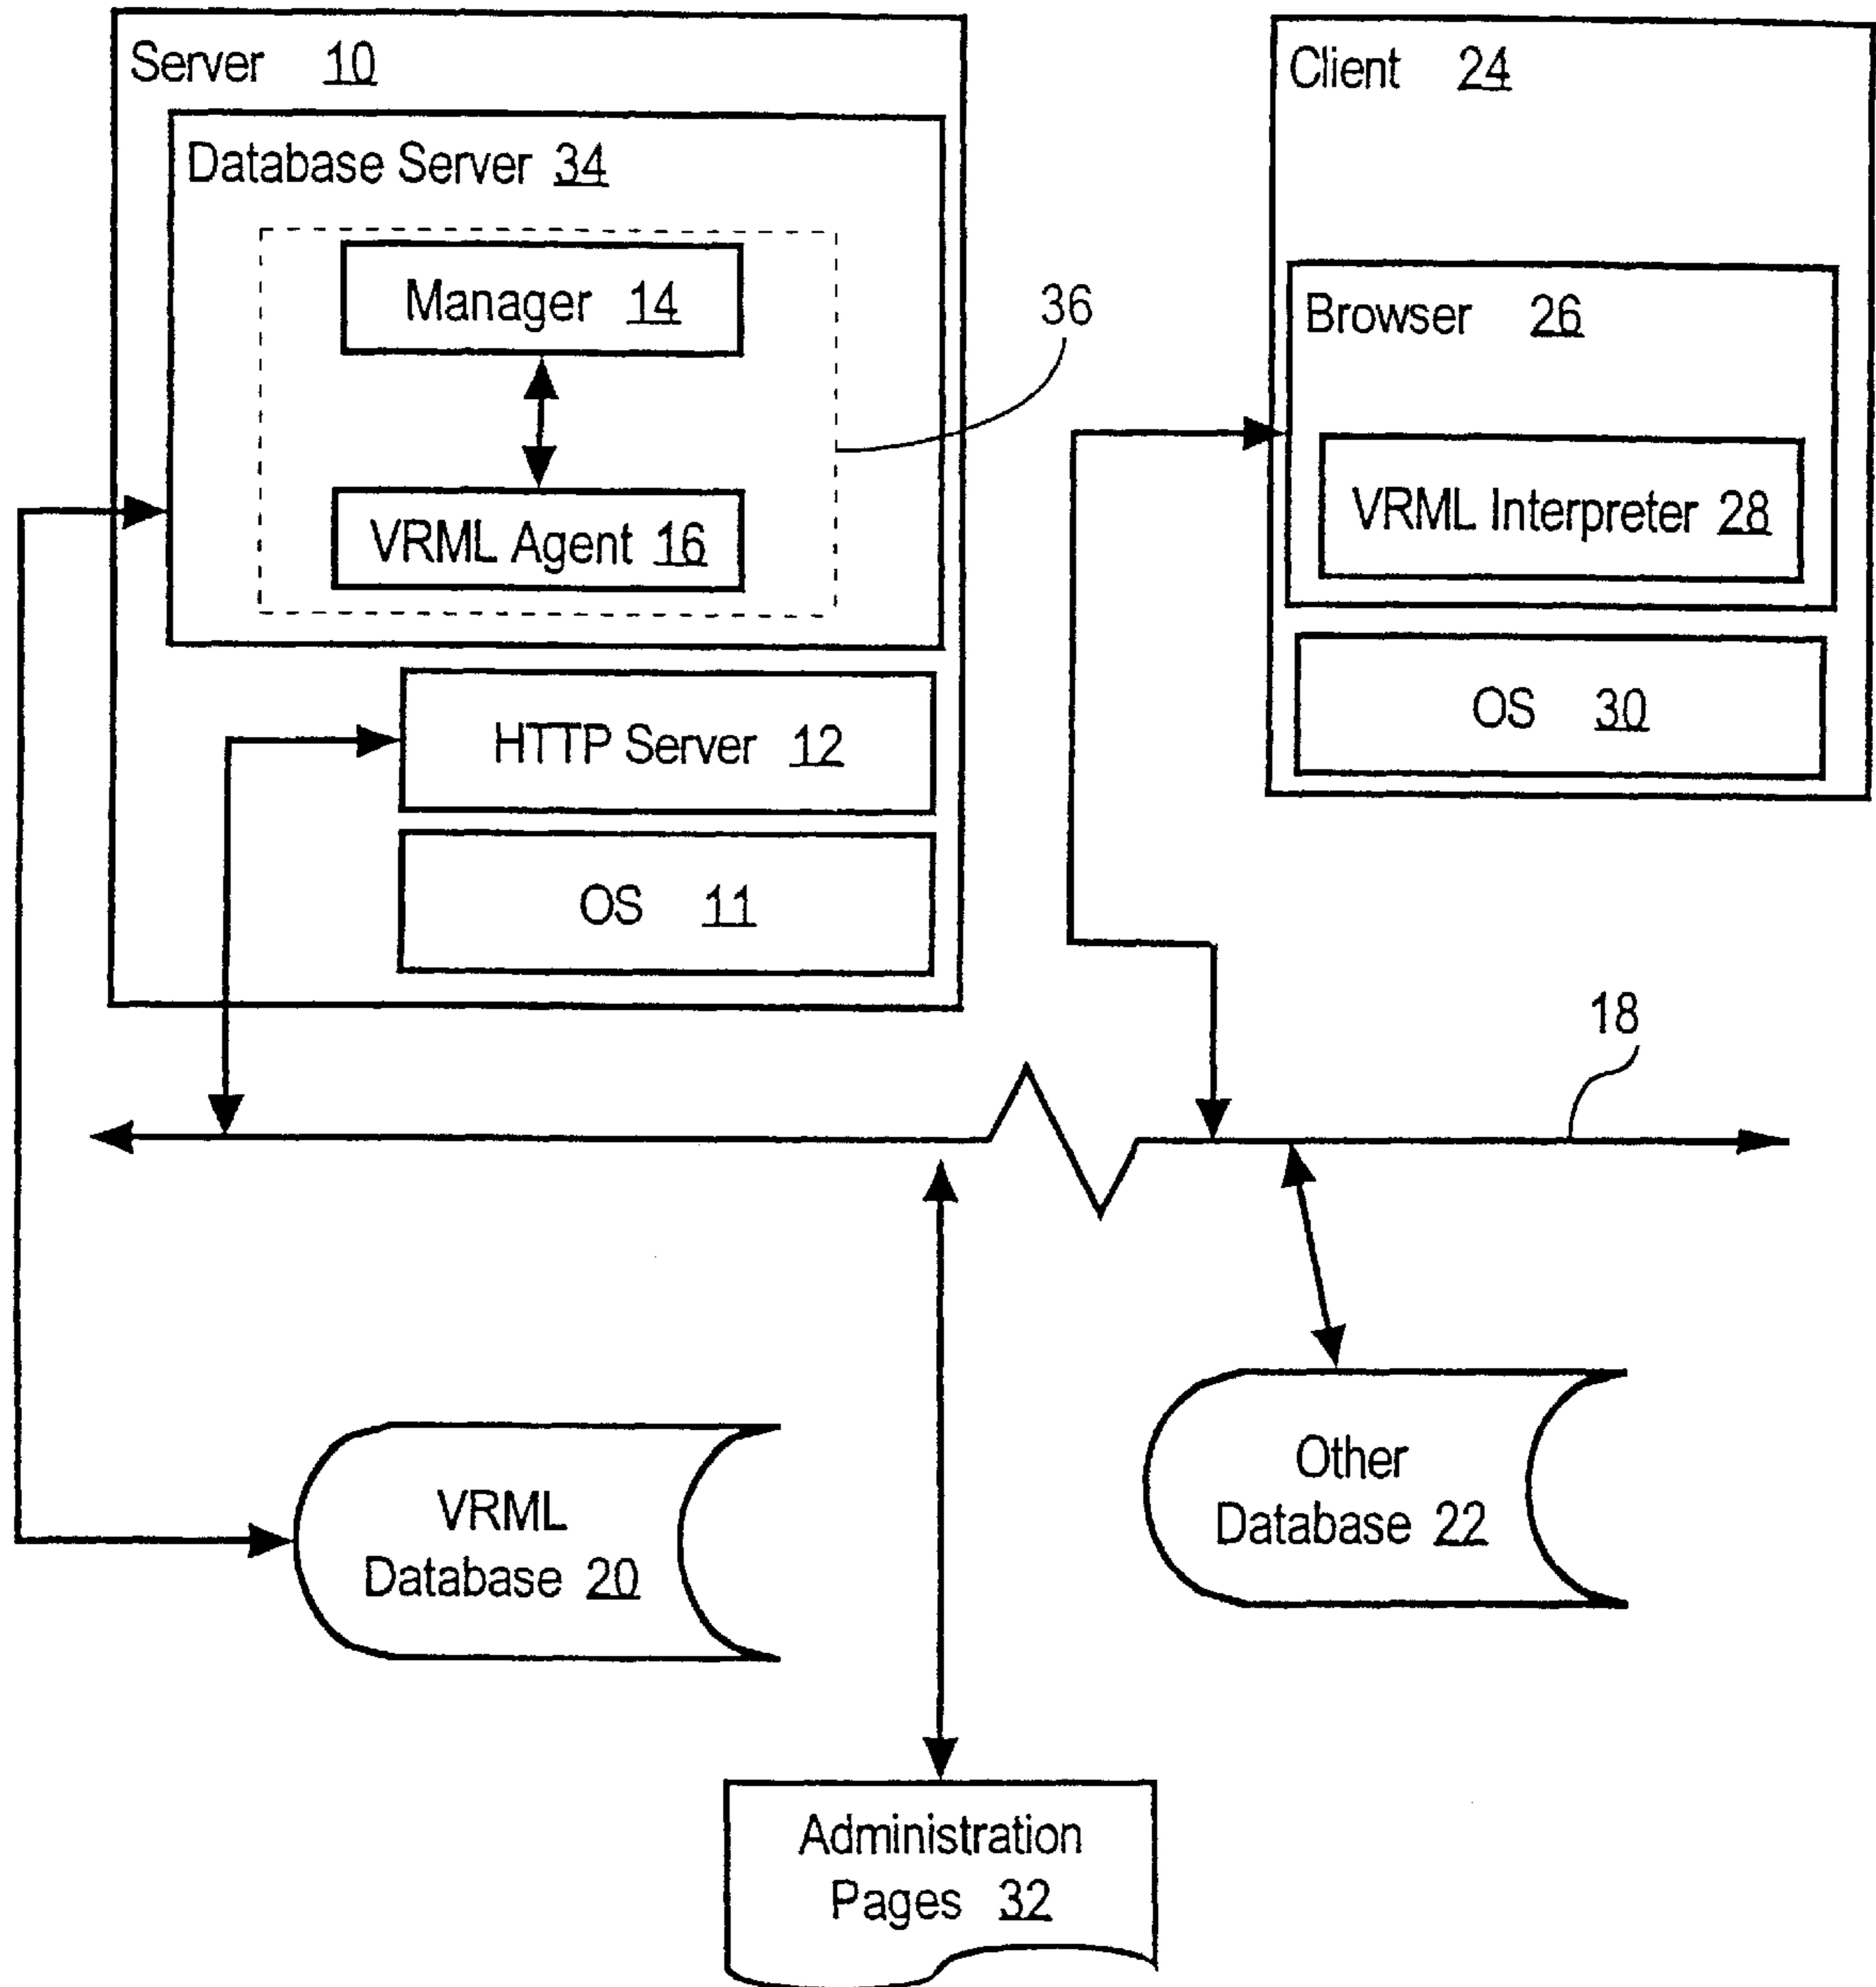 Server 10
Database Server 34
Manager 14
VRML Agent 16
HTTP Server 12
OS 11
36
Client 24
Browser 26
VRML Interpreter 28
OS 30
18
VRML
Database 20
Other
Database 22
Administration
Pages 32